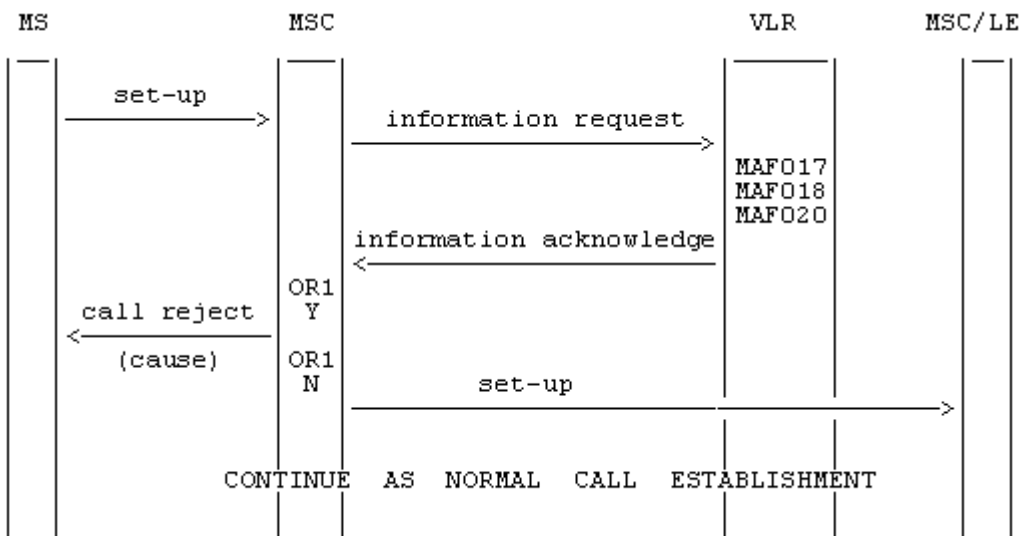 MS MSC VLR MSC/LE
set-up
information request
MAF017
MAF018
MAF020
information acknowledge
OR1
Y
call reject
(cause)
OR1
N
set-up
CONTINUE AS NORMAL CALL ESTABLISHMENT